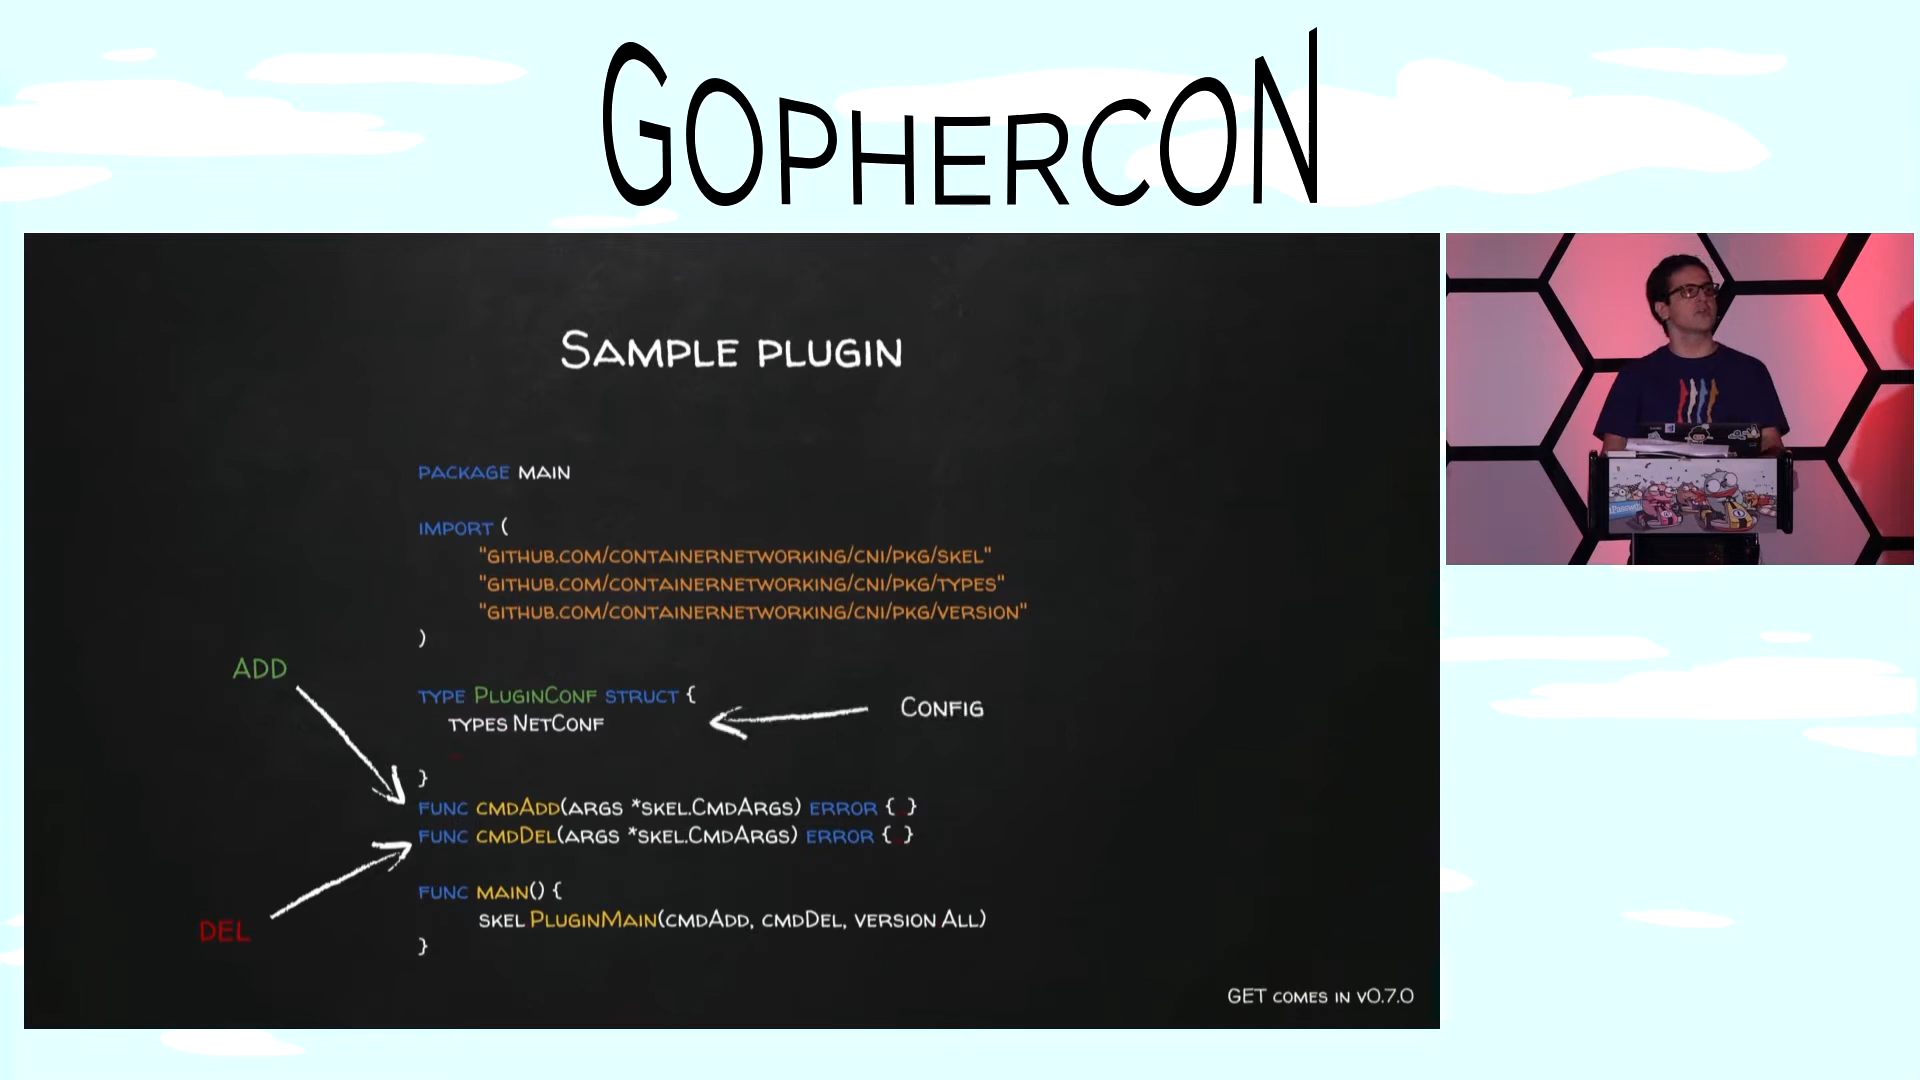 GOPHERCON
SAMPLE PLUGIN
PACKAGE MAIN
IMPORT (
"GITHUB.COM/CONTAINERNETWORKING/CNI/PKG/SKEL"
"GITHUB.COM/CONTAINERNETWORKING/CNI/PKG/TYPES"
"GITHUB.COM/CONTAINERNETWORKING/CNI/PKG/VERSION"
)
ADD
TYPE PLUGINCONF STRUCT {
CONFIG
TYPES NETCONF
}
FUNC CMDADD(ARGS *SKEL.CMDARGS) ERROR { }
FUNC CMDDEL(ARGS *SKEL.CMDARGS) ERROR { }
FUNC MAIN() {
SKEL PLUGINMAIN(CMDADD, CMDDEL, VERSION ALL)
DEL
}
GET COMES IN V0.7.0